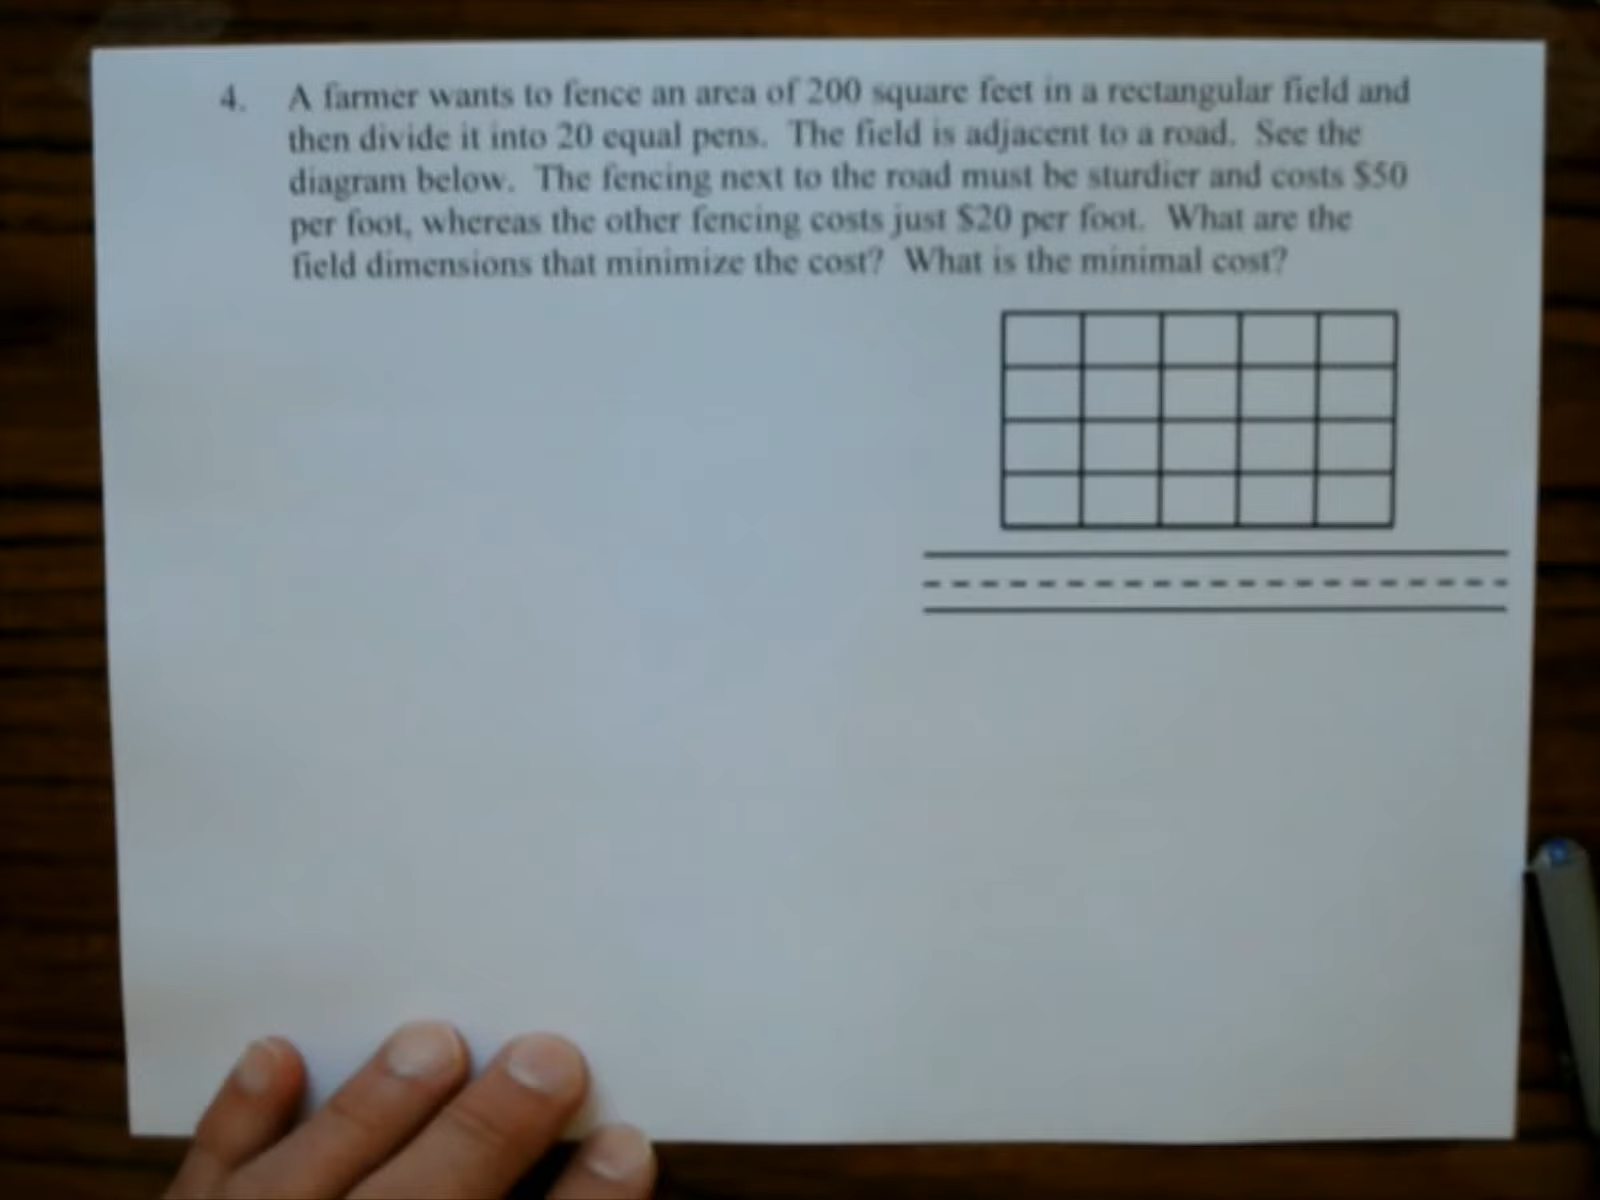 4. A farmer wants to fence an area of 200 square feet in a rectangular field and
then divide it into 20 equal pens. The field is adjacent to a road. See the
diagram below. The fencing next to the road must be sturdier and costs $50
per foot, whereas the other fencing costs just $20 per foot. What are the
field dimensions that minimize the cost? What is the minimal cost?